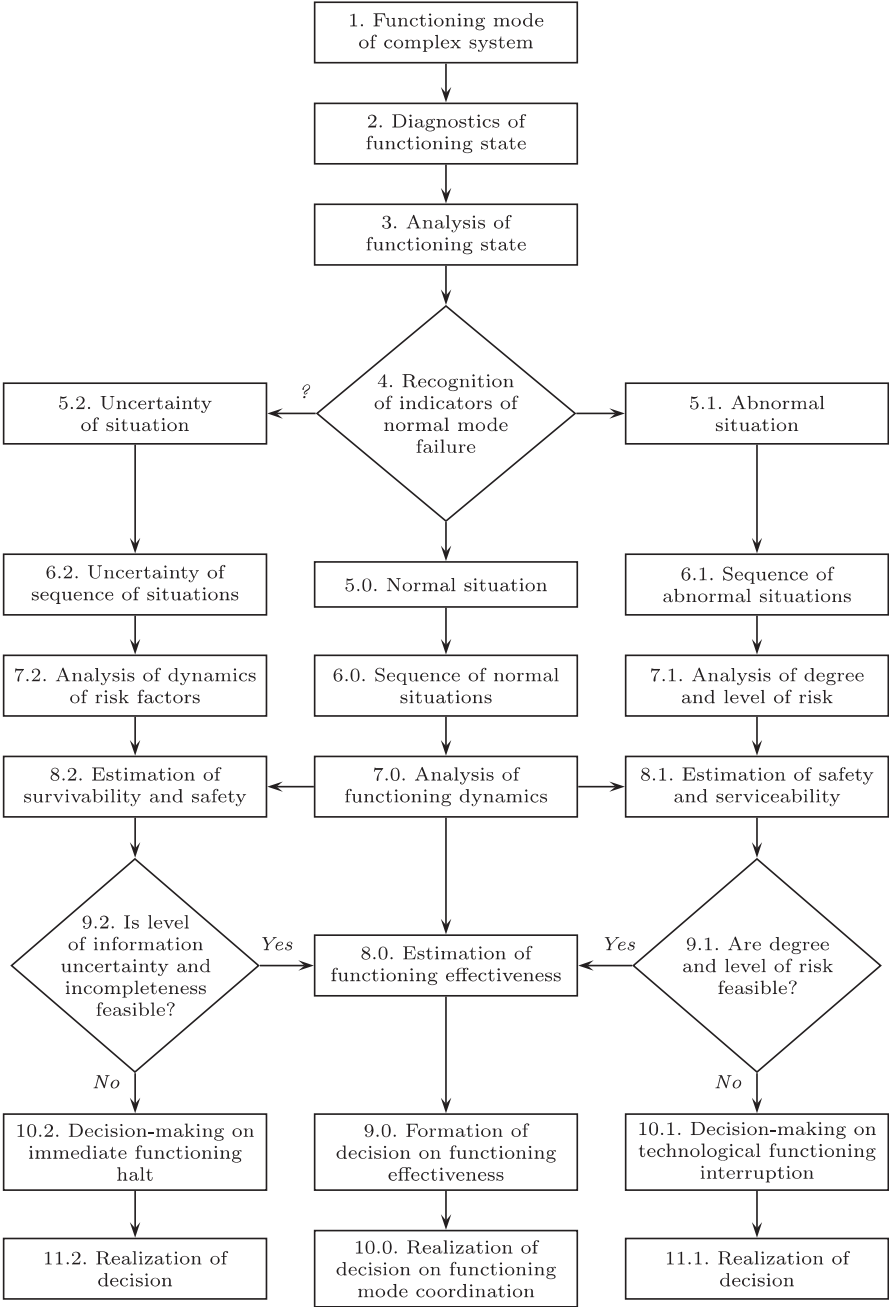 1. Functioning mode
of complex system
2. Diagnostics of
functioning state
3. Analysis of
functioning state
4. Recognition
of indicators of
normal mode
failure
?
5.2. Uncertainty
of situation
5.1. Abnormal
situation
6.2. Uncertainty of
sequence of situations
5.0. Normal situation
6.1. Sequence of
abnormal situations
7.2. Analysis of dynamics
of risk factors
6.0. Sequence of normal
situations
7.1. Analysis of degree
and level of risk
8.2. Estimation of
survivability and safety
7.0. Analysis of
functioning dynamics
8.1. Estimation of safety
and serviceability
9.2. Is level
of information
uncertainty and
incompleteness
feasible?
Yes
8.0. Estimation of
functioning effectiveness
Yes
9.1. Are degree
and level of risk
feasible?
No
No
10.2. Decision-making on
immediate functioning
halt
9.0. Formation of
decision on functioning
effectiveness
10.1. Decision-making on
technological functioning
interruption
11.2. Realization of
decision
10.0. Realization of
decision on functioning
mode coordination
11.1. Realization of
decision